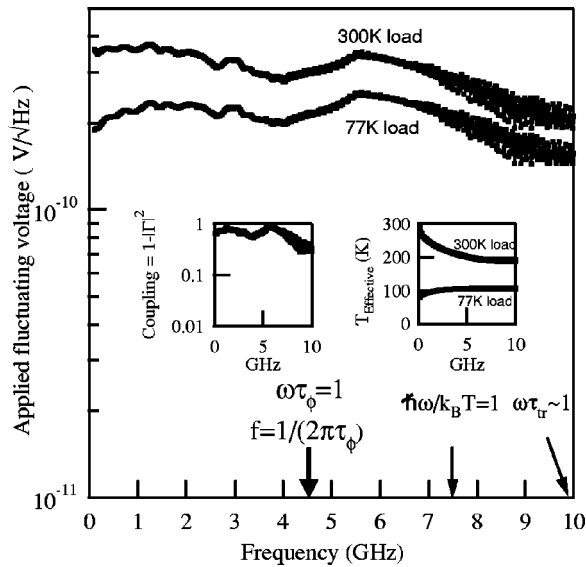 Applied fluctuating voltage ( V/√Hz )
10^-10
10^-11
300K load
77K load
Coupling = 1-|Γ|^2
1
0.1
0.01
0
5
10
GHz
T_Effective (K)
300
200
100
0
300K load
77K load
0
5
10
GHz
ωτ_ϕ=1
f=1/(2πτ_ϕ)
ℏω/k_BT=1
ωτ_tr~1
0 1 2 3 4 5 6 7 8 9 10
Frequency (GHz)